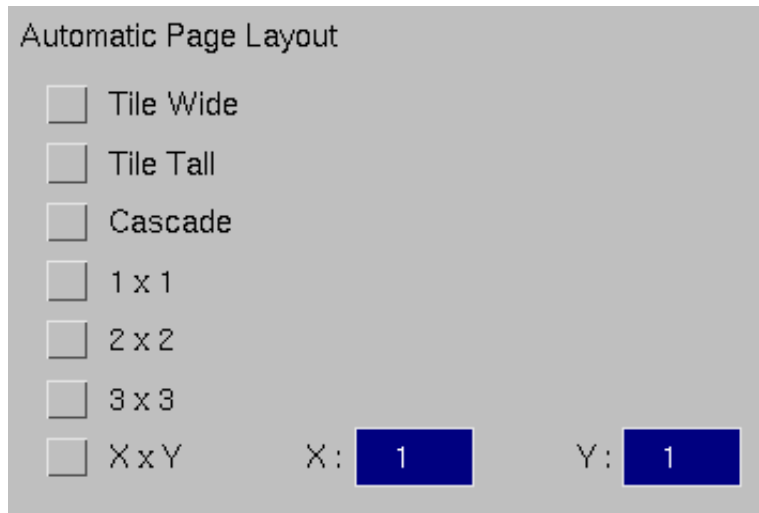 Automatic Page Layout
Tile Wide
Tile Tall
Cascade
1 x 1
2 x 2
3 x 3
X x Y X : 1 Y : 1